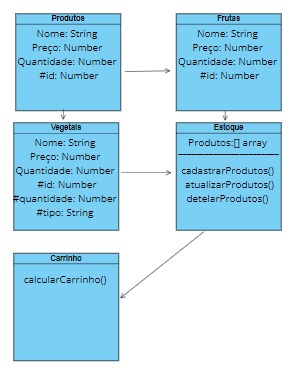 Produtos
Nome: String
Preço: Number
Quantidade: Number
#id: Number
Frutas
Nome: String
Preço: Number
Quantidade: Number
#id: Number
Vegetais
Nome: String
Preço: Number
Quantidade: Number
#id: Number
#quantidade: Number
#tipo: String
Estoque
Produtos:[] array
cadastrarProdutos()
atualizarProdutos()
detelarProdutos()
Carrinho
calcularCarrinho()